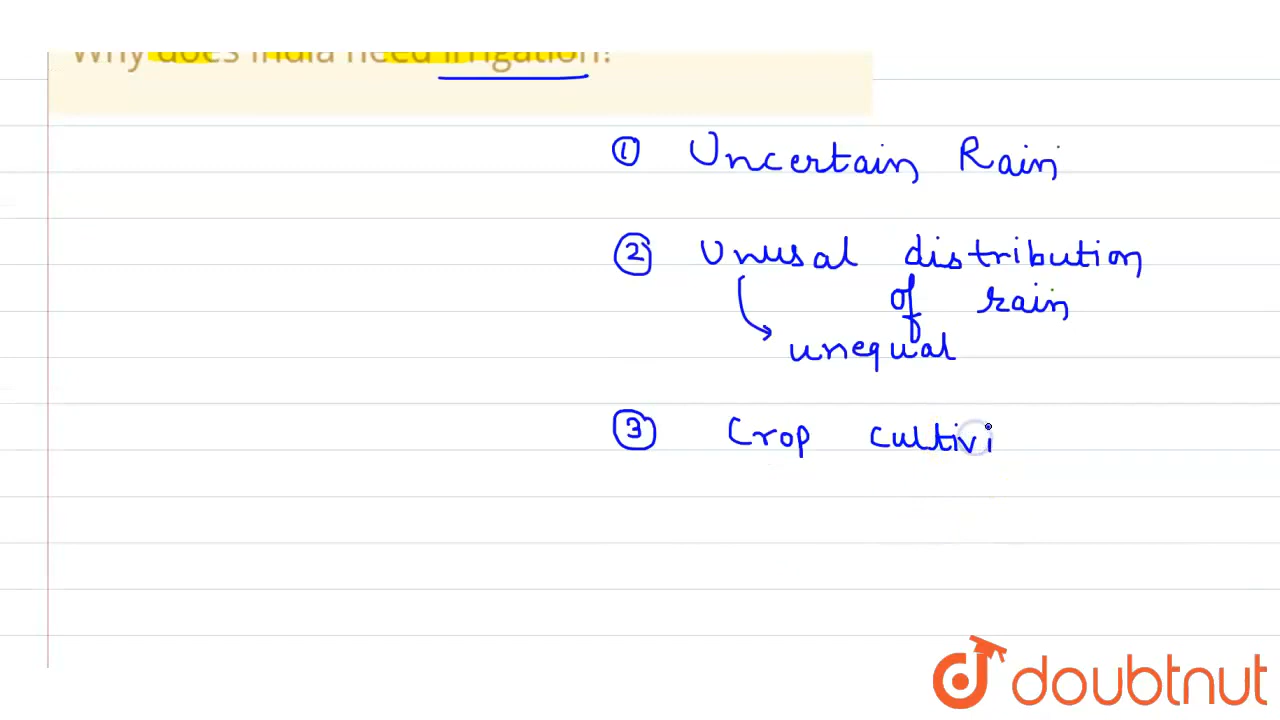 Why does India need irrigation?
① Uncertain Rain
② Unusal distribution
of rain
unequal
③ Crop cultivi
doubtnut